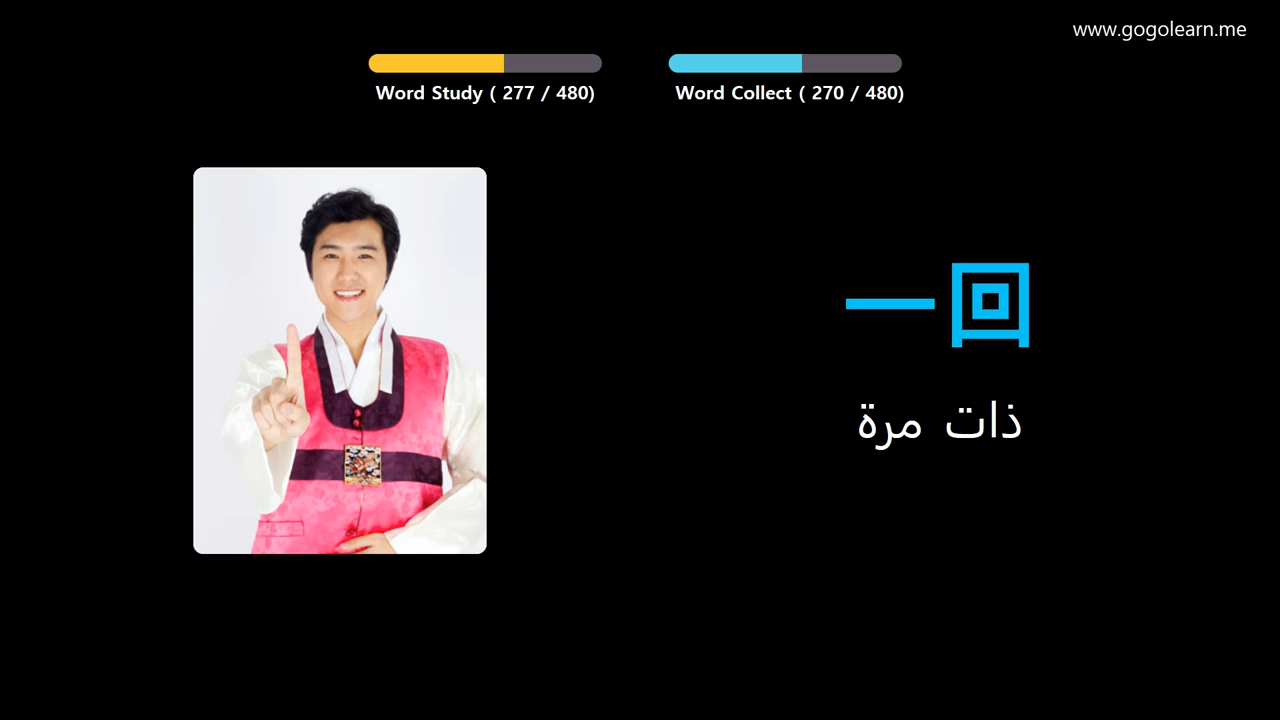 www.gogolearn.me
Word Study ( 277 / 480)
Word Collect ( 270 / 480)
一回
ذات مرة